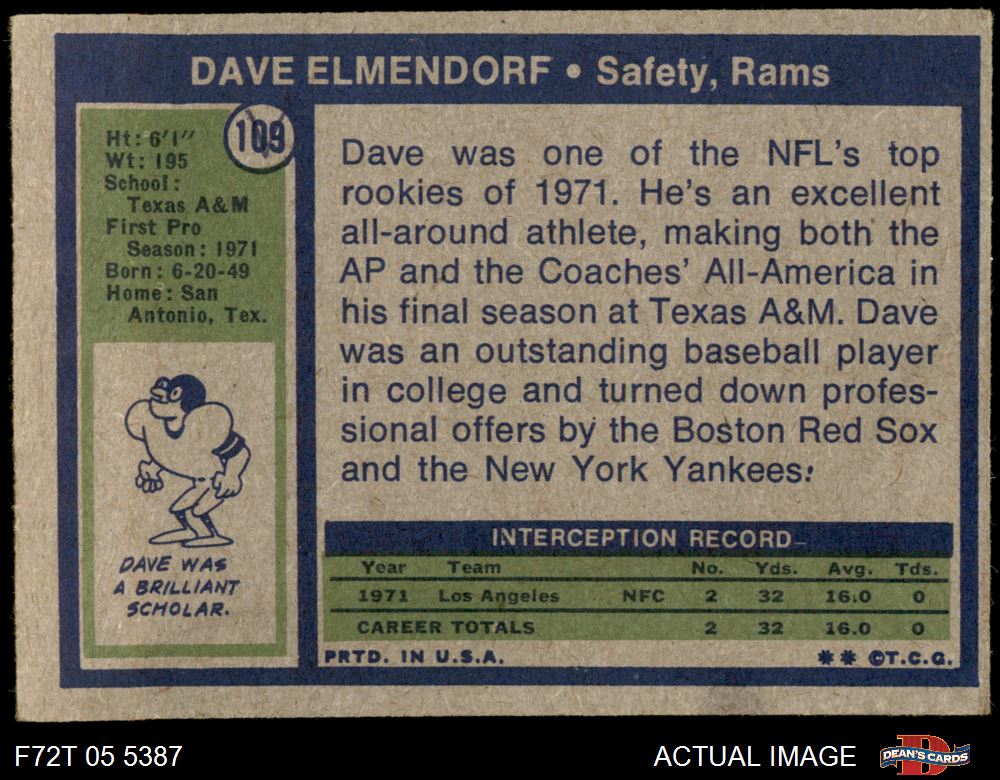 DAVE ELMENDORF • Safety, Rams
109
Ht: 6'1"
Wt: 195
School:
Texas A&M
First Pro
Season: 1971
Born: 6-20-49
Home: San
Antonio, Tex.
DAVE WAS
A BRILLIANT
SCHOLAR.
Dave was one of the NFL's top
rookies of 1971. He's an excellent
all-around athlete, making both the
AP and the Coaches' All-America in
his final season at Texas A&M. Dave
was an outstanding baseball player
in college and turned down profes-
sional offers by the Boston Red Sox
and the New York Yankees.
INTERCEPTION RECORD
Year Team No. Yds. Avg. Tds.
1971 Los Angeles NFC 2 32 16.0 0
CAREER TOTALS 2 32 16.0 0
PRTD. IN U.S.A. ** ©T.C.G.
F72T 05 5387 ACTUAL IMAGE DEAN'S CARDS